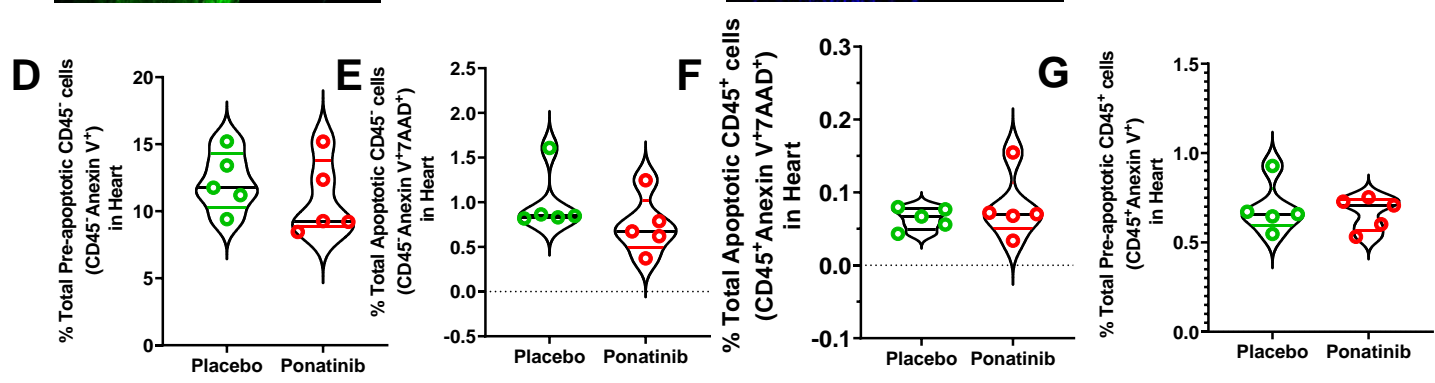 D
% Total Pre-apoptotic CD45⁻ cells
(CD45⁻Anexin V⁺)
in Heart
20
15
10
5
0
Placebo
Ponatinib
E
% Total Apoptotic CD45⁻ cells
(CD45⁻Anexin V⁺7AAD⁺)
in Heart
2.5
2.0
1.5
1.0
0.5
0.0
-0.5
Placebo
Ponatinib
F
% Total Apoptotic CD45⁺ cells
(CD45⁺Anexin V⁺7AAD⁺)
in Heart
0.3
0.2
0.1
0.0
-0.1
Placebo
Ponatinib
G
% Total Pre-apoptotic CD45⁺ cells
(CD45⁺Anexin V⁺)
in Heart
1.5
1.0
0.5
0.0
Placebo
Ponatinib